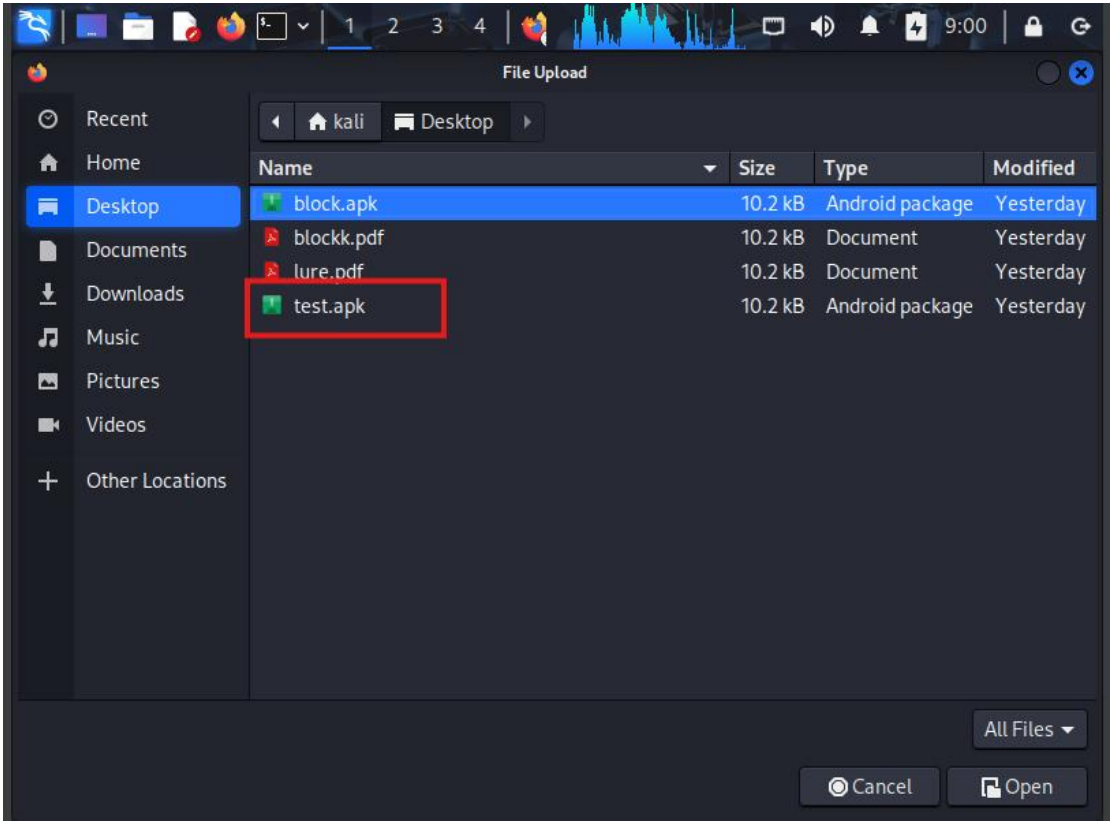 1 2 3 4 9:00
File Upload
Recent
Home
Desktop
Documents
Downloads
Music
Pictures
Videos
Other Locations
kali Desktop
Name Size Type Modified
block.apk 10.2 kB Android package Yesterday
blockk.pdf 10.2 kB Document Yesterday
lure.pdf 10.2 kB Document Yesterday
test.apk 10.2 kB Android package Yesterday
All Files
Cancel Open